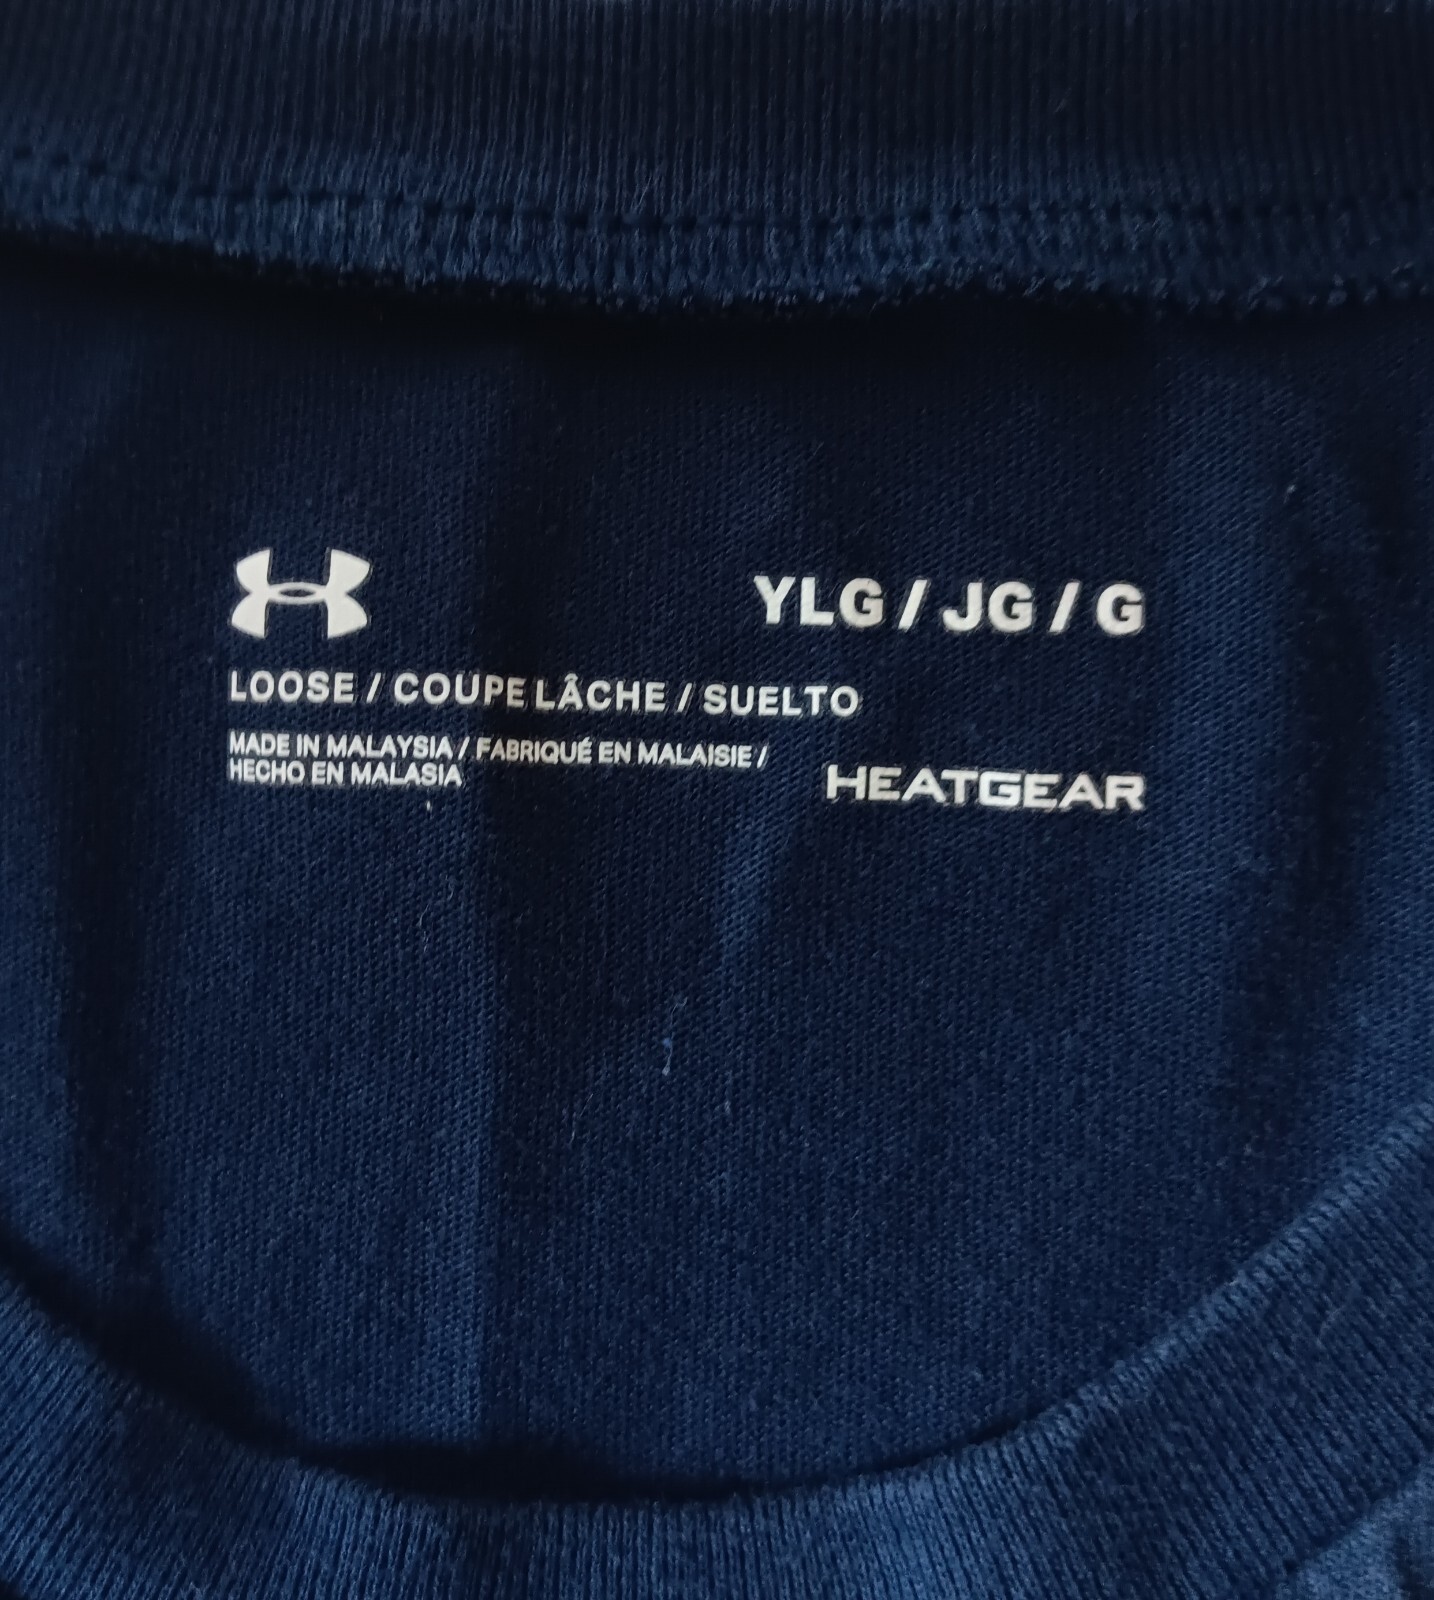 YLG / JG / G
LOOSE / COUPE LÂCHE / SUELTO
MADE IN MALAYSIA / FABRIQUÉ EN MALAISIE /
HECHO EN MALASIA
HEATGEAR